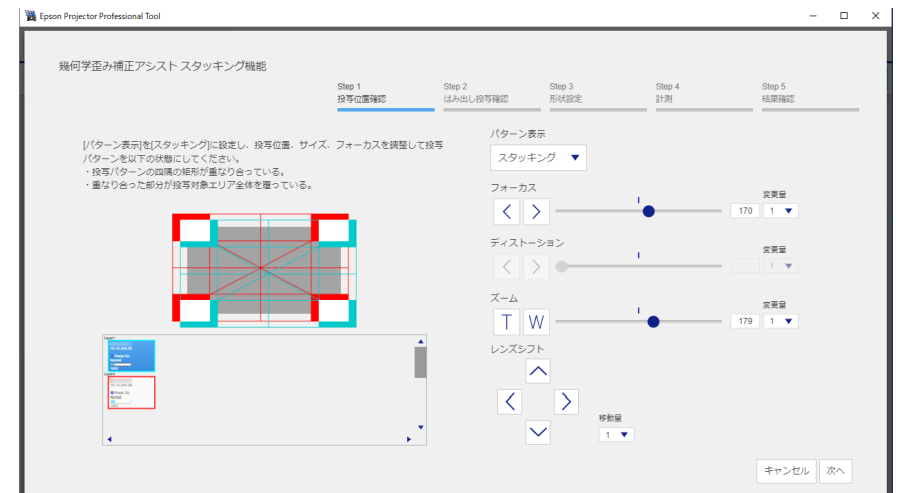 Epson Projector Professional Tool
幾何学歪み補正アシスト スタッキング機能
Step 1
投写位置確認
Step 2
はみ出し投写確認
Step 3
形状設定
Step 4
計測
Step 5
結果確認
[パターン表示]を[スタッキング]に設定し、投写位置、サイズ、フォーカスを調整して投写
パターンを以下の状態にしてください。
・投写パターンの四隅の矩形が重なり合っている。
・重なり合った部分が投写対象エリア全体を覆っている。
Layer1
Power On
Layer2
Power On
パターン表示
スタッキング
フォーカス
変更量
170 1
ディストーション
変更量
1
ズーム
変更量
T W
179 1
レンズシフト
移動量
1
キャンセル 次へ